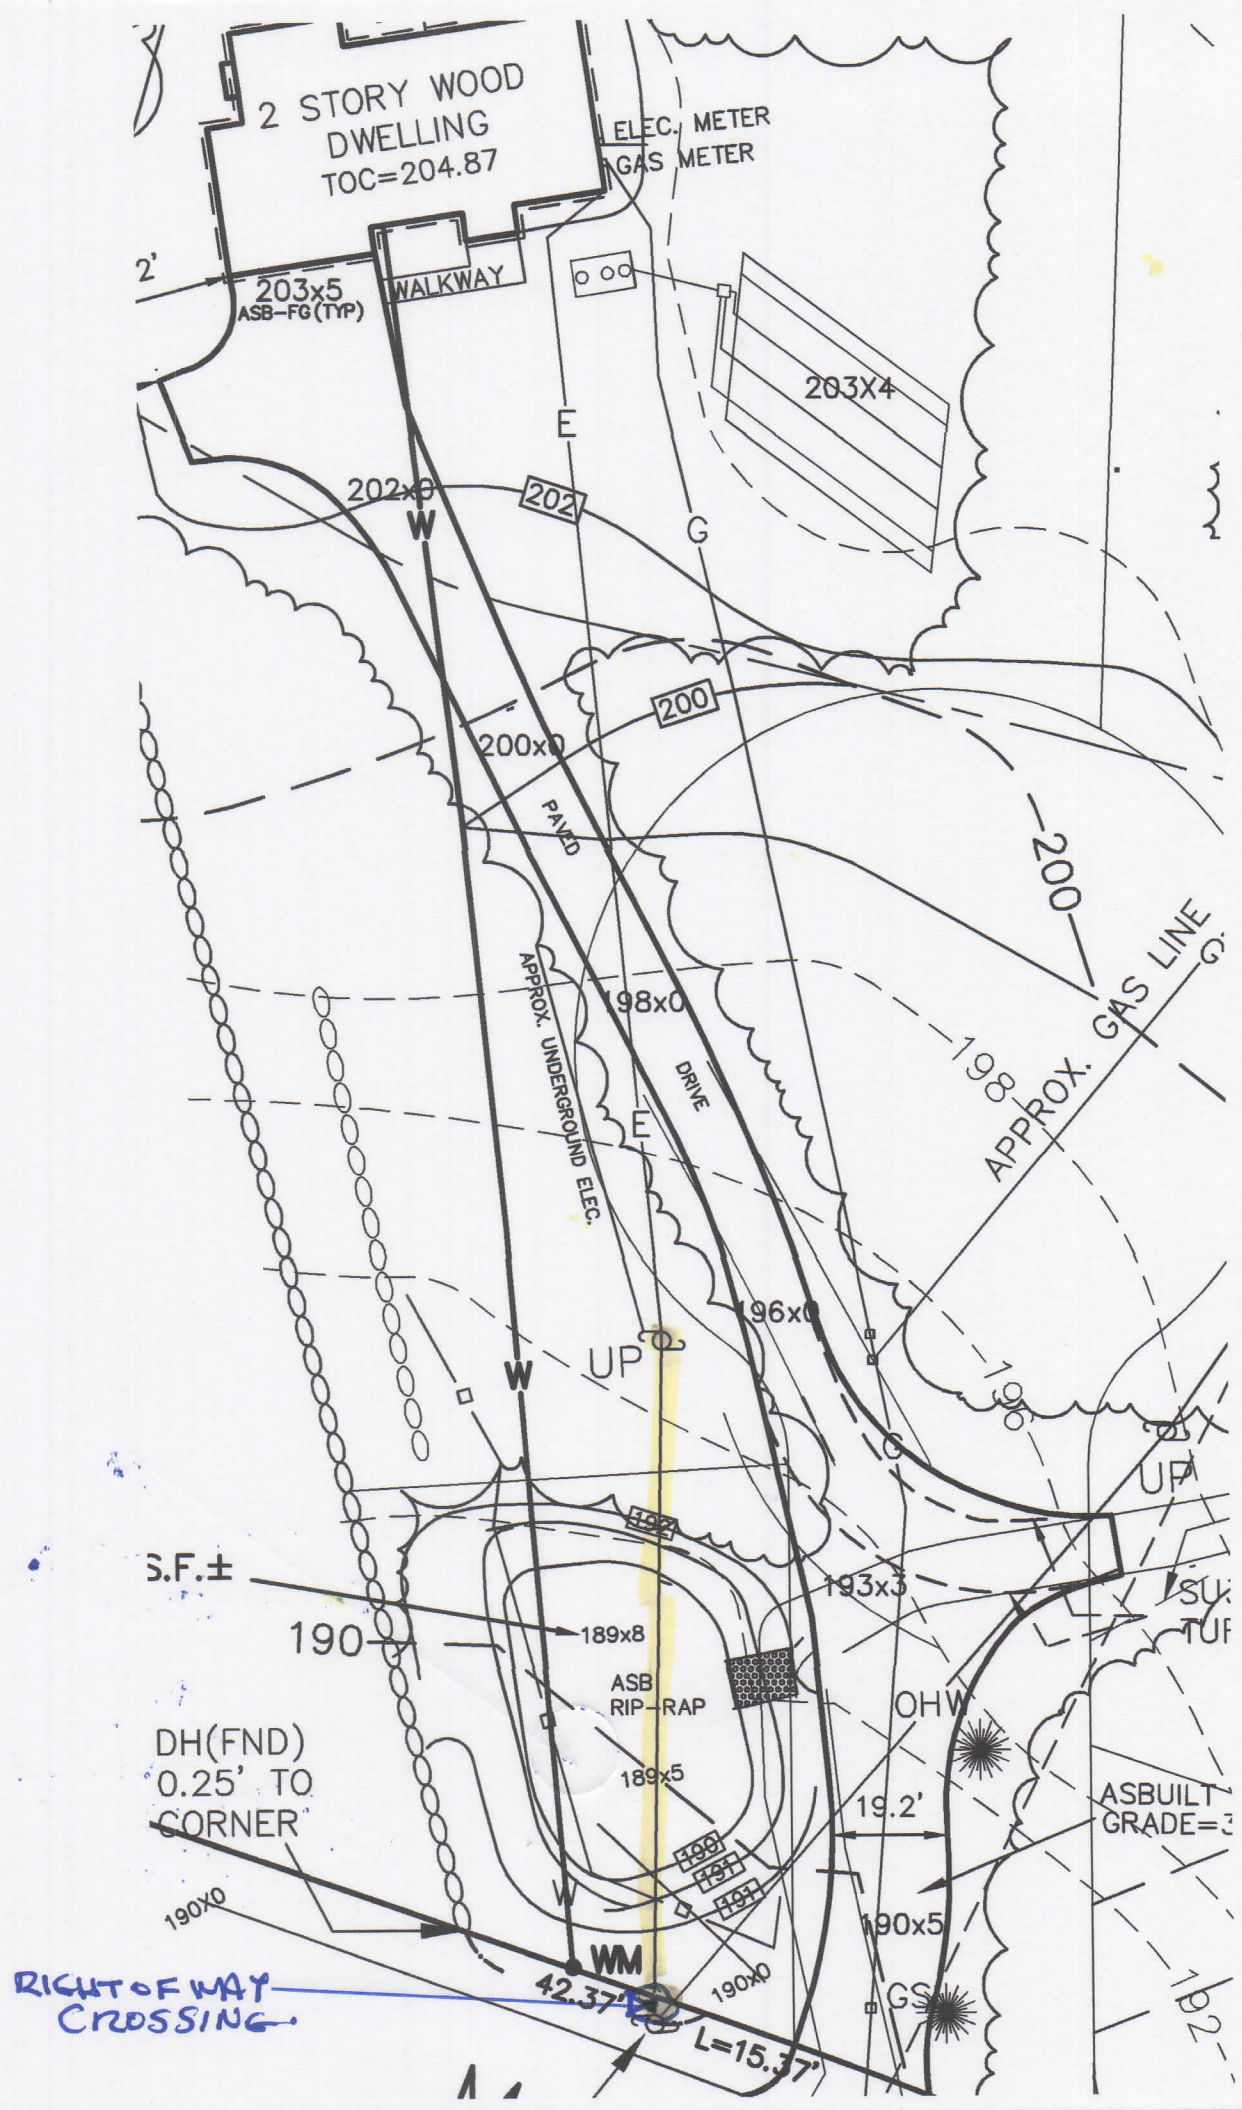 2 STORY WOOD
DWELLING
TOC=204.87
ELEC. METER
GAS METER
2'
WALKWAY
203x5
ASB-FG(TYP)
203X4
E
202x0
202
W
G
200
200x0
PAVED
200
APPROX. GAS LINE
G
APPROX. UNDERGROUND ELEC.
198x0
198
DRIVE
E
196x0
UP
W
196
G
UP
192
S.F.±
193x3
190
189x8
ASB
RIP-RAP
OHW
DH(FND)
0.25' TO
CORNER
189x5
19.2'
ASBUILT
GRADE=3
190
191
191
W
190X0
190x5
WM
42.37'
190x0
GS
192
RIGHT OF WAY
CROSSING
L=15.37'